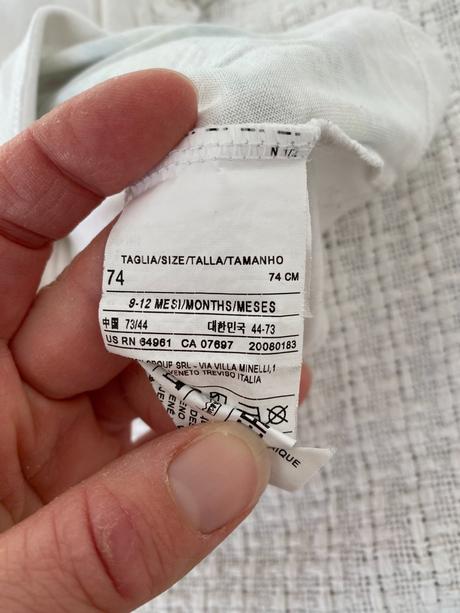 N 1/2
TAGLIA/SIZE/TALLA/TAMANHO
74 74 CM
9-12 MESI/MONTHS/MESES
中国 73/44 대한민국 44-73
US RN 64961 CA 07697 20080183
GROUP SRL - VIA VILLA MINELLI, 1
VENETO TREVISO ITALIA